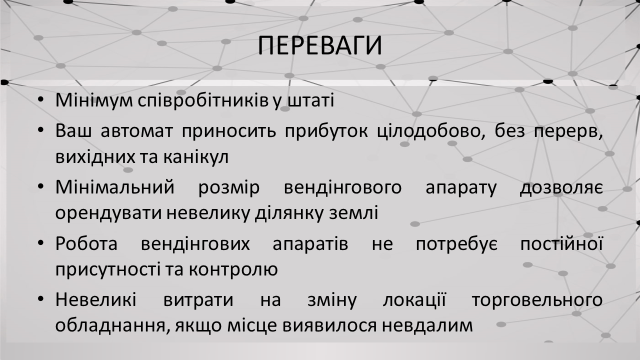 ПЕРЕВАГИ
• Мінімум співробітників у штаті
• Ваш автомат приносить прибуток цілодобово, без перерв,
вихідних та канікул
• Мінімальний розмір вендінгового апарату дозволяє
орендувати невелику ділянку землі
• Робота вендінгових апаратів не потребує постійної
присутності та контролю
• Невеликі витрати на зміну локації торговельного
обладнання, якщо місце виявилося невдалим